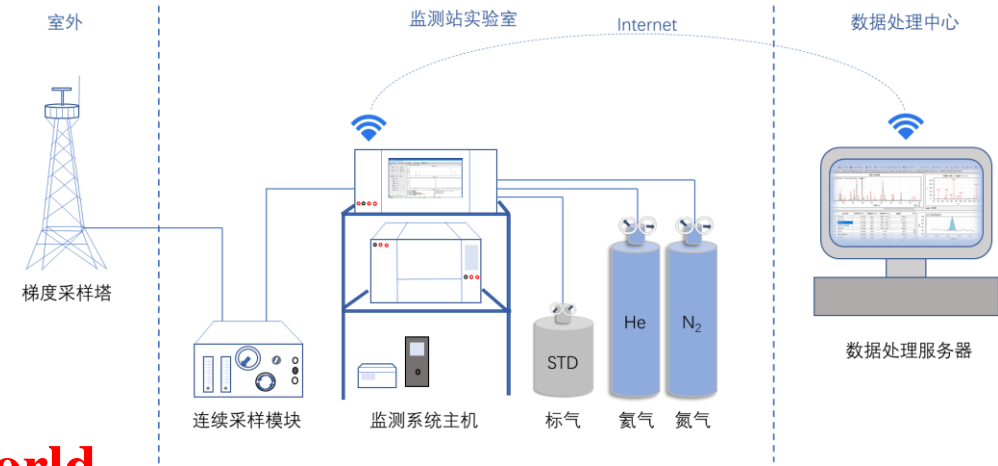 室外
监测站实验室
Internet
数据处理中心
梯度采样塔
He
N₂
STD
数据处理服务器
连续采样模块
监测系统主机
标气
氦气
氮气
orld